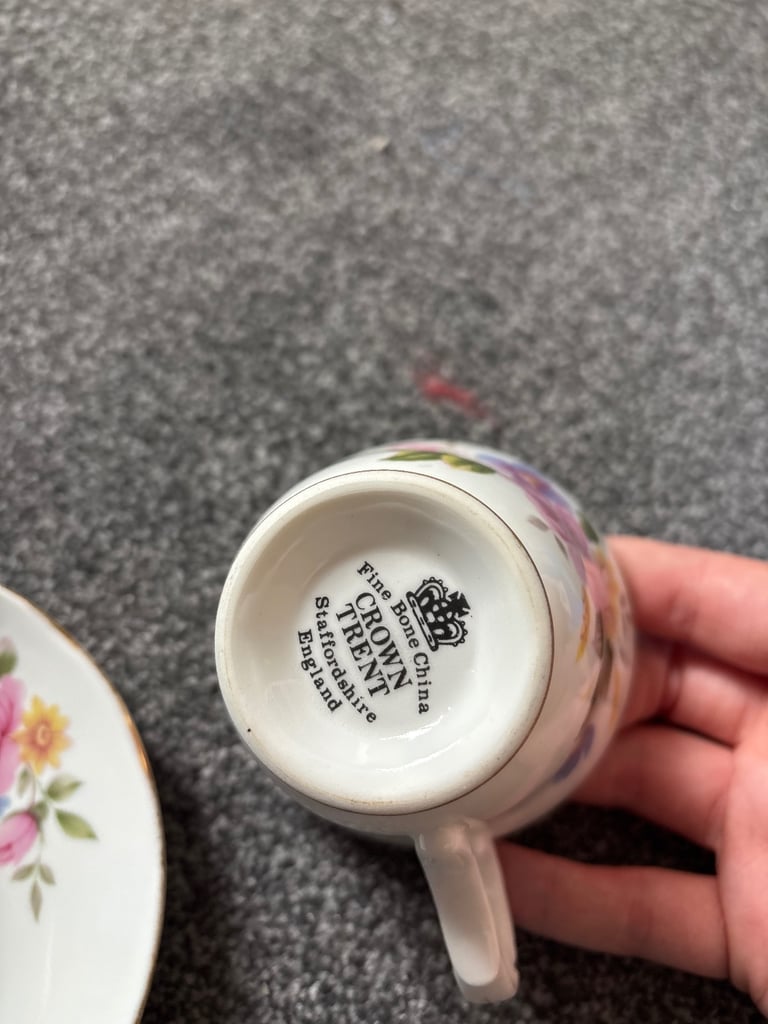 Fine Bone China
CROWN
TRENT
Staffordshire
England